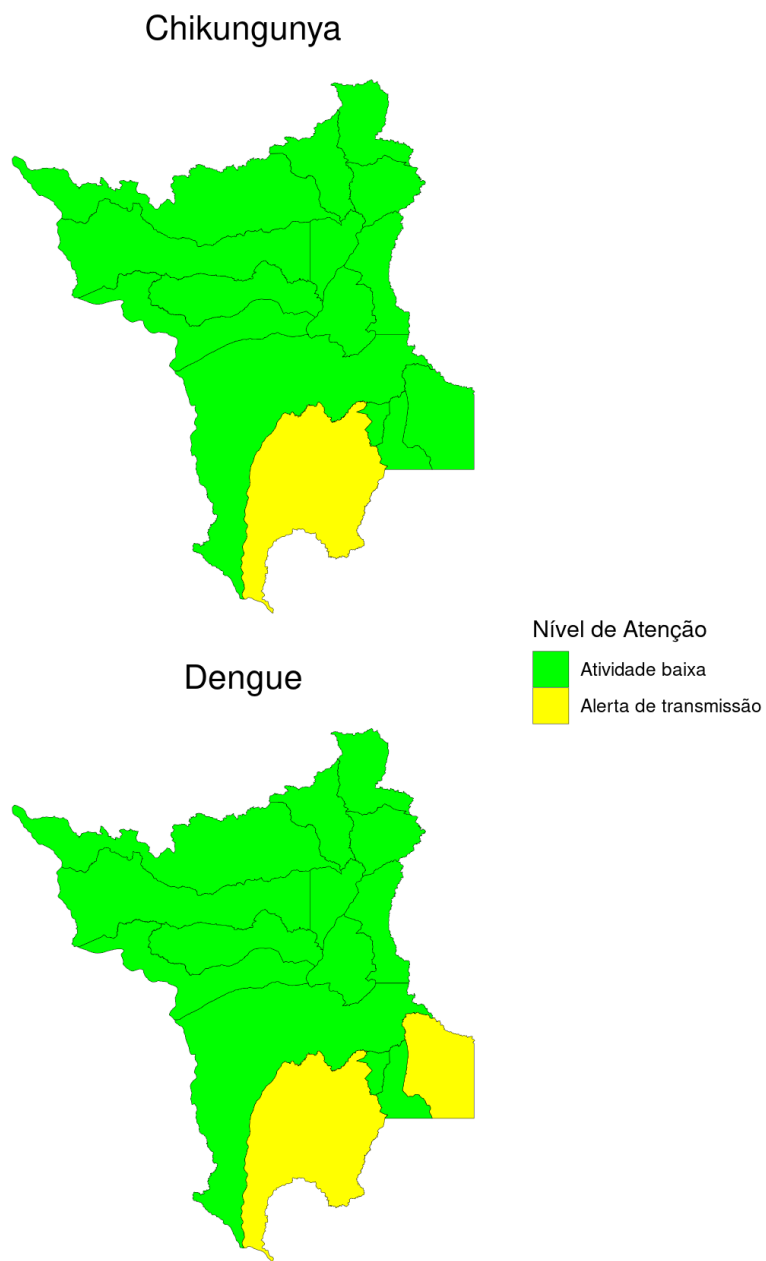 Chikungunya
Nível de Atenção
Atividade baixa
Dengue
Alerta de transmissão